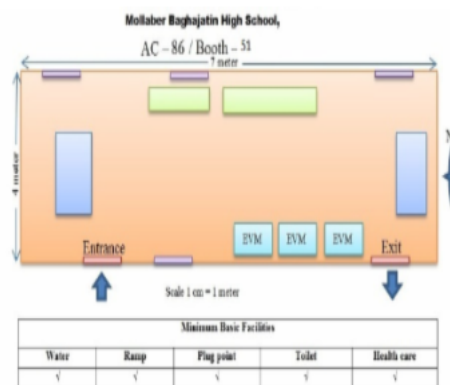 Mollaber Baghajatin High School,
AC – 86 / Booth – 51
7 meter
4 meter
N
EVM EVM EVM
Entrance
Exit
Scale 1 cm = 1 meter
Minimum Basic Facilities
Water Ramp Plug point Toilet Health care
√ √ √ √ √